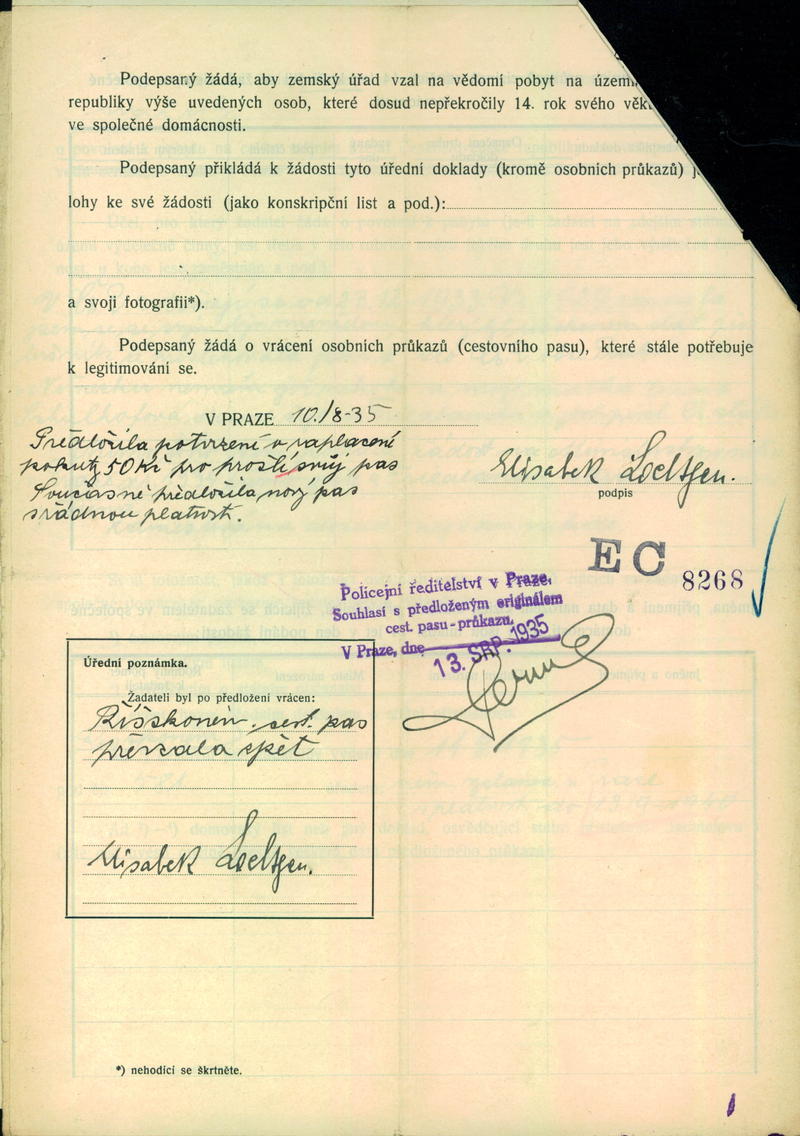 Podepsaný žádá, aby zemský úřad vzal na vědomí pobyt na území
republiky výše uvedených osob, které dosud nepřekročily 14. rok svého věk
ve společné domácnosti.
Podepsaný přikládá k žádosti tyto úřední doklady (kromě osobních průkazů) j
lohy ke své žádosti (jako konskripční list a pod.):
a svoji fotografii*).
Podepsaný žádá o vrácení osobních průkazů (cestovního pasu), které stále potřebuje
k legitimování se.
V PRAZE 10./8-35
Předložila potvrzení o zaplacení
pokuty 50 Kč pro prošlý svůj pas
Současně předložila nový pas
s řádnou platností.
Elisabek Loeltgen.
podpis
EC 8268
Policejní ředitelství v Praze.
Souhlasí s předloženým originálem
cest. pasu-průkazu.
V Praze, dne 13. SRP. 1935
Úřední poznámka.
Žadateli byl po předložení vrácen:
Říšskoněm. cest. pas
převzala zpět
Elisabek Loeltgen.
*) nehodící se škrtněte.